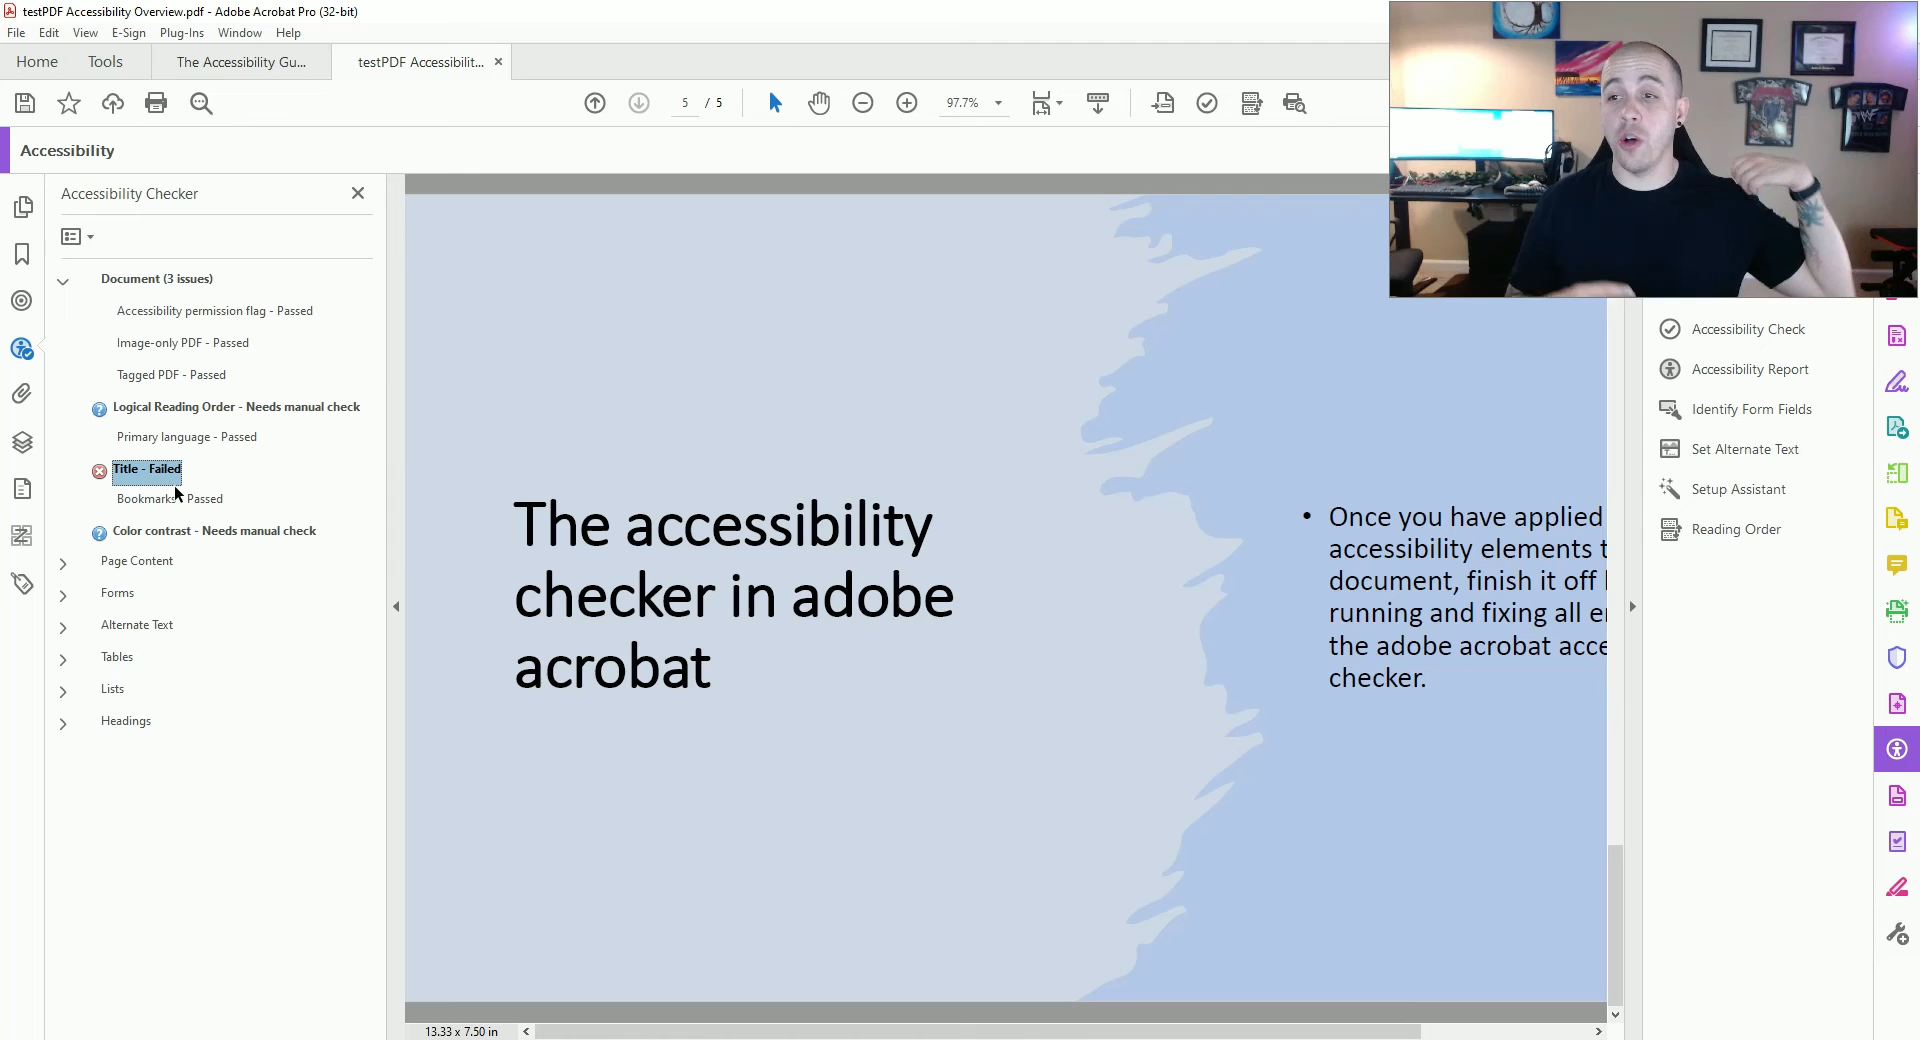 testPDF Accessibility Overview.pdf - Adobe Acrobat Pro (32-bit)
File Edit View E-Sign Plug-Ins Window Help
Home Tools The Accessibility Gu... testPDF Accessibilit... ×
5 / 5 97.7%
Accessibility
Accessibility Checker
Document (3 issues)
Accessibility permission flag - Passed
Image-only PDF - Passed
Tagged PDF - Passed
Logical Reading Order - Needs manual check
Primary language - Passed
Title - Failed
Bookmarks Passed
Color contrast - Needs manual check
Page Content
Forms
Alternate Text
Tables
Lists
Headings
The accessibility
checker in adobe
acrobat
• Once you have applied
accessibility elements t
document, finish it off
running and fixing all e
the adobe acrobat acce
checker.
13.33 x 7.50 in
Accessibility Check
Accessibility Report
Identify Form Fields
Set Alternate Text
Setup Assistant
Reading Order